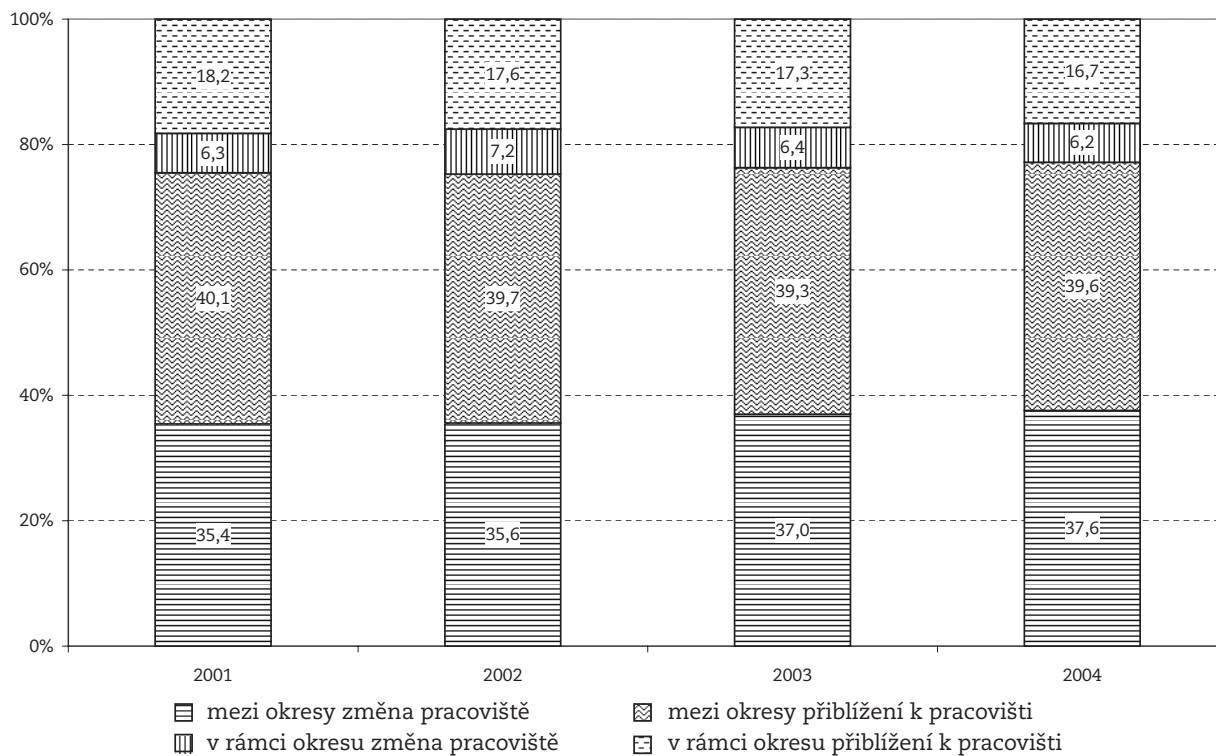 100%
18,2 17,6 17,3 16,7
80%
6,3 7,2 6,4 6,2
60%
40,1 39,7 39,3 39,6
40%
20%
35,4 35,6 37,0 37,6
0%
2001 2002 2003 2004
mezi okresy změna pracoviště mezi okresy přiblížení k pracovišti
v rámci okresu změna pracoviště v rámci okresu přiblížení k pracovišti